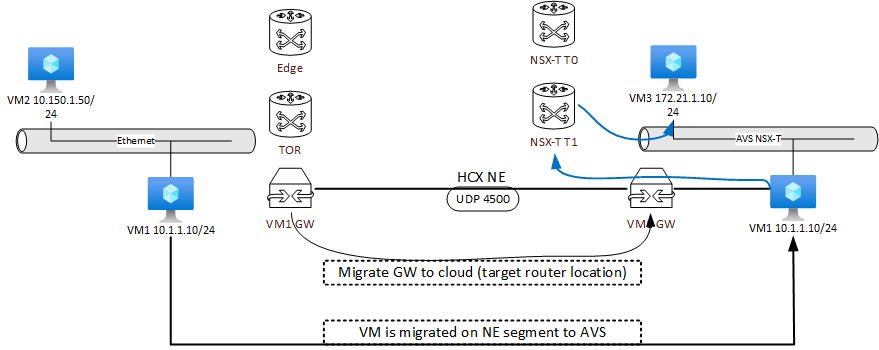 Edge
NSX-T T0
VM2 10.150.1.50/
24
VM3 172.21.1.10/
24
TOR
NSX-T T1
Ethernet
AVS NSX-T
HCX NE
UDP 4500
VM1 GW
GW
VM1 10.1.1.10/24
VM1 10.1.1.10/24
Migrate GW to cloud (target router location)
VM is migrated on NE segment to AVS